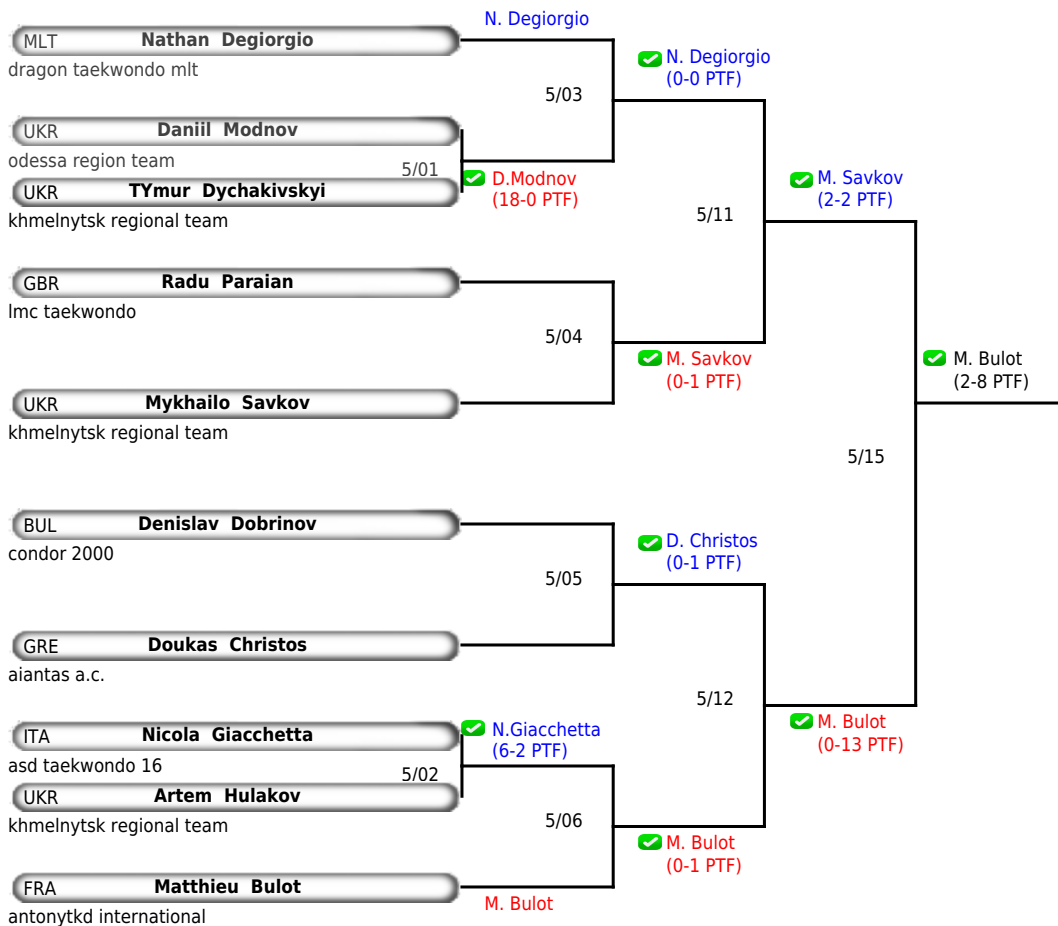 N. Degiorgio
MLT Nathan Degiorgio
dragon taekwondo mlt
N. Degiorgio
(0-0 PTF)
5/03
UKR Daniil Modnov
odessa region team
5/01
D.Modnov
(18-0 PTF)
UKR TYmur Dychakivskyi
khmelnytsk regional team
M. Savkov
(2-2 PTF)
5/11
GBR Radu Paraian
lmc taekwondo
5/04
M. Savkov
(0-1 PTF)
UKR Mykhailo Savkov
khmelnytsk regional team
M. Bulot
(2-8 PTF)
5/15
BUL Denislav Dobrinov
condor 2000
D. Christos
(0-1 PTF)
5/05
GRE Doukas Christos
aiantas a.c.
5/12
M. Bulot
(0-13 PTF)
ITA Nicola Giacchetta
asd taekwondo 16
N.Giacchetta
(6-2 PTF)
5/02
UKR Artem Hulakov
khmelnytsk regional team
5/06
M. Bulot
(0-1 PTF)
FRA Matthieu Bulot
antonytkd international
M. Bulot